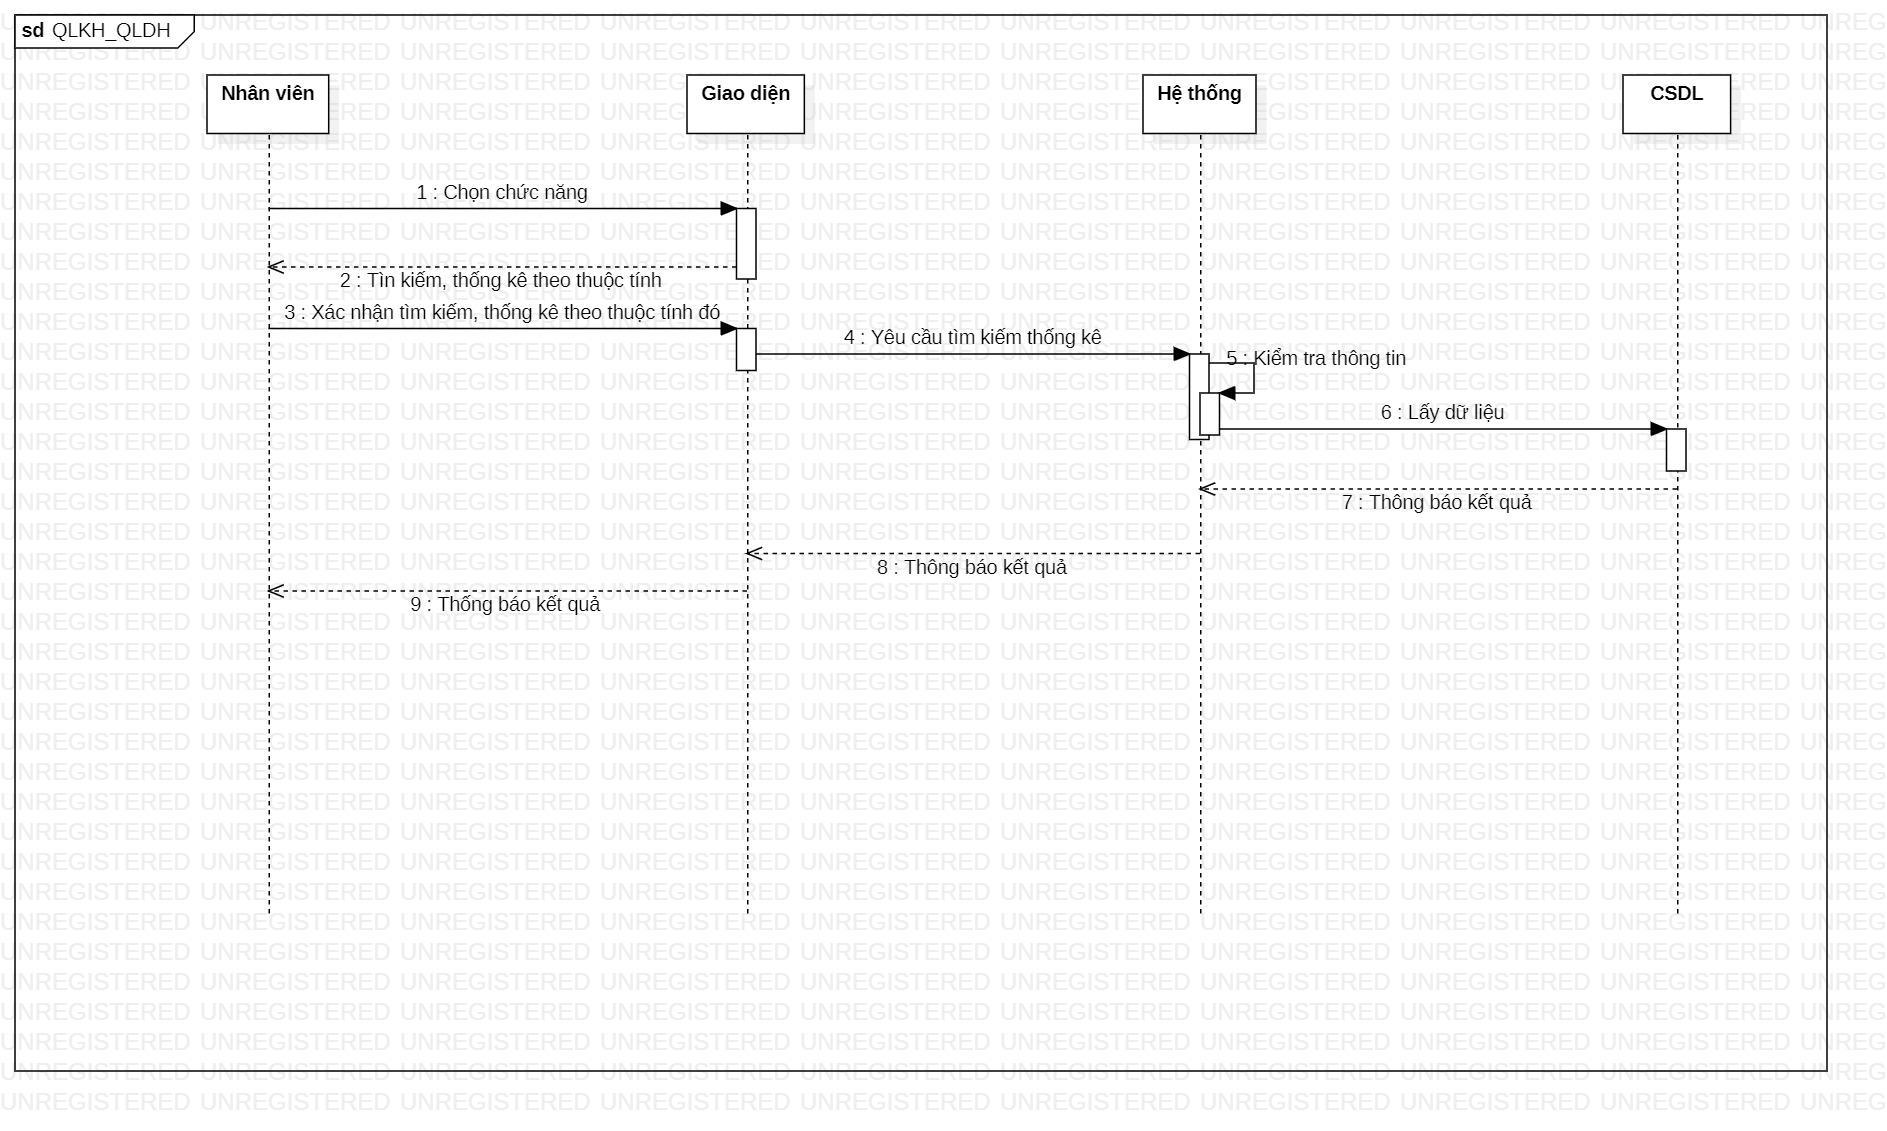 sd QLKH_QLDH
Nhân viên
Giao diện
Hệ thống
CSDL
1 : Chọn chức năng
2 : Tìn kiếm, thống kê theo thuộc tính
3 : Xác nhận tìm kiếm, thống kê theo thuộc tính đó
4 : Yêu cầu tìm kiếm thống kê
5 : Kiểm tra thông tin
6 : Lấy dữ liệu
7 : Thông báo kết quả
8 : Thông báo kết quả
9 : Thống báo kết quả
UNREGISTERED